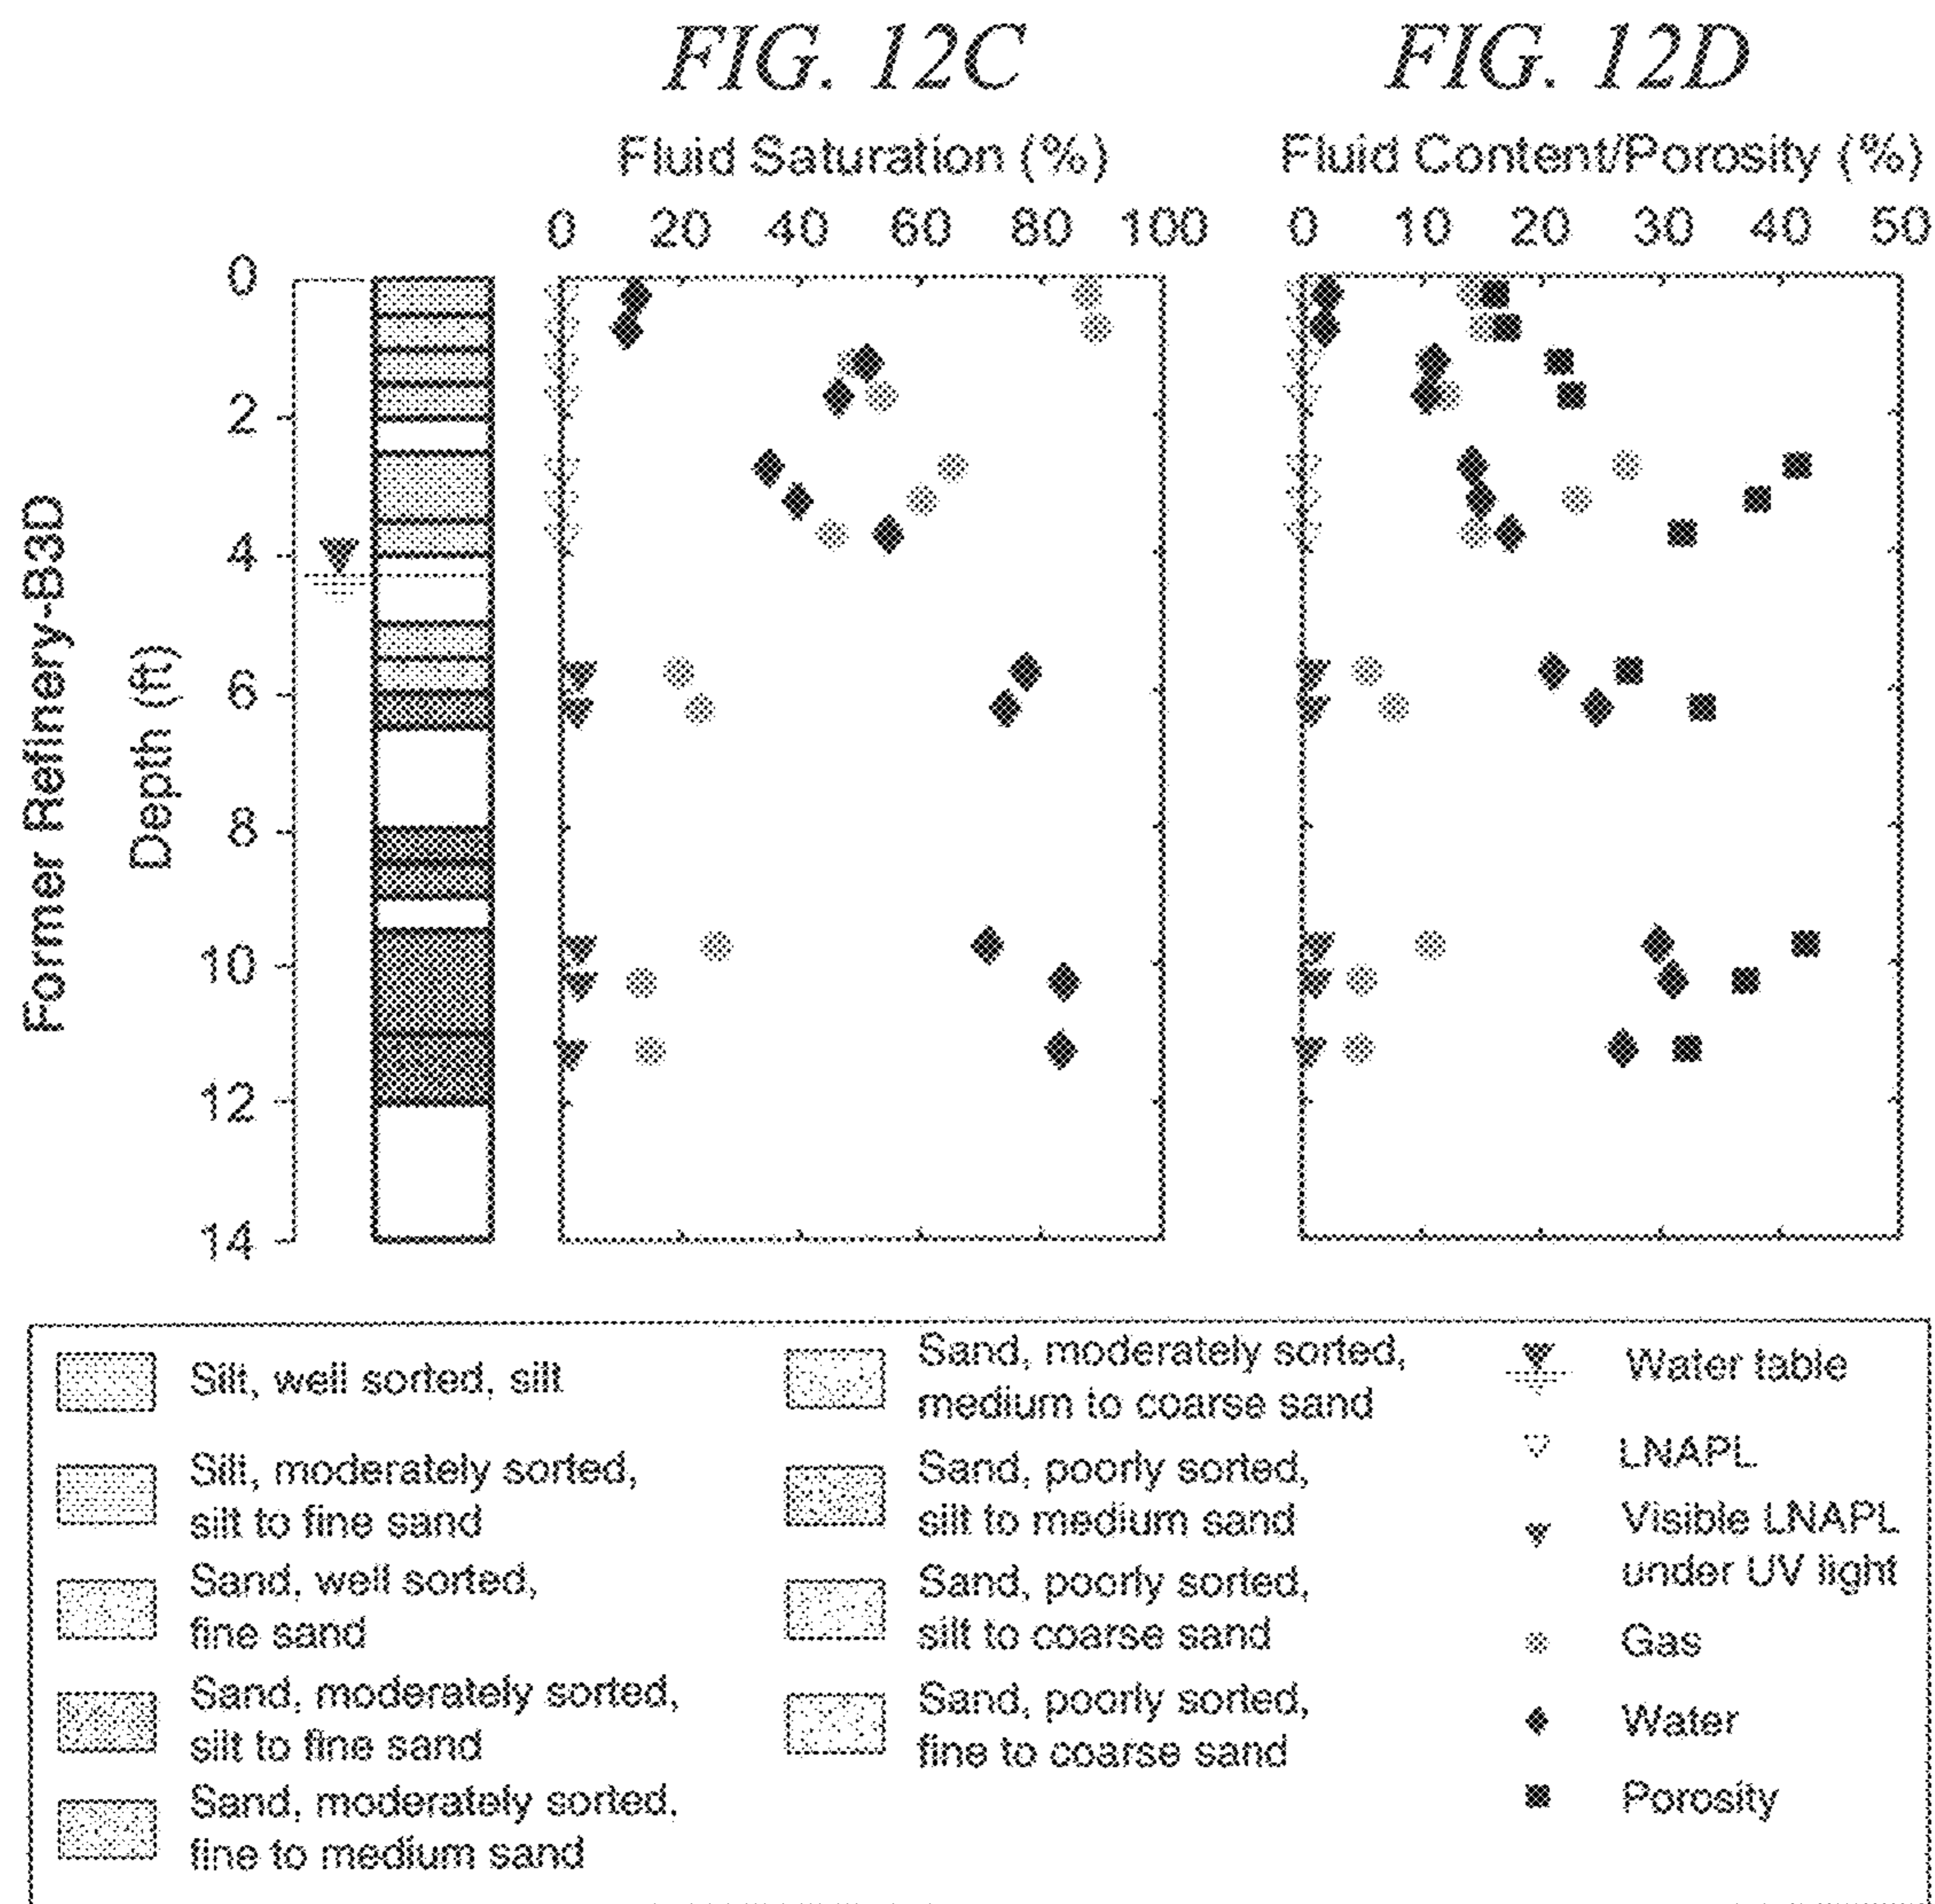 FIG. 12C
FIG. 12D
Fluid Saturation (%)
Fluid Content/Porosity (%)
0 20 40 60 80 100
0 10 20 30 40 50
Former Refinery-B3D
Depth (ft)
0
2
4
6
8
10
12
14
Silt, well sorted, silt
Silt, moderately sorted,
silt to fine sand
Sand, well sorted,
fine sand
Sand, moderately sorted,
silt to fine sand
Sand, moderately sorted,
fine to medium sand
Sand, moderately sorted,
medium to coarse sand
Sand, poorly sorted,
silt to medium sand
Sand, poorly sorted,
silt to coarse sand
Sand, poorly sorted,
fine to coarse sand
Water table
LNAPL
Visible LNAPL
under UV light
Gas
Water
Porosity